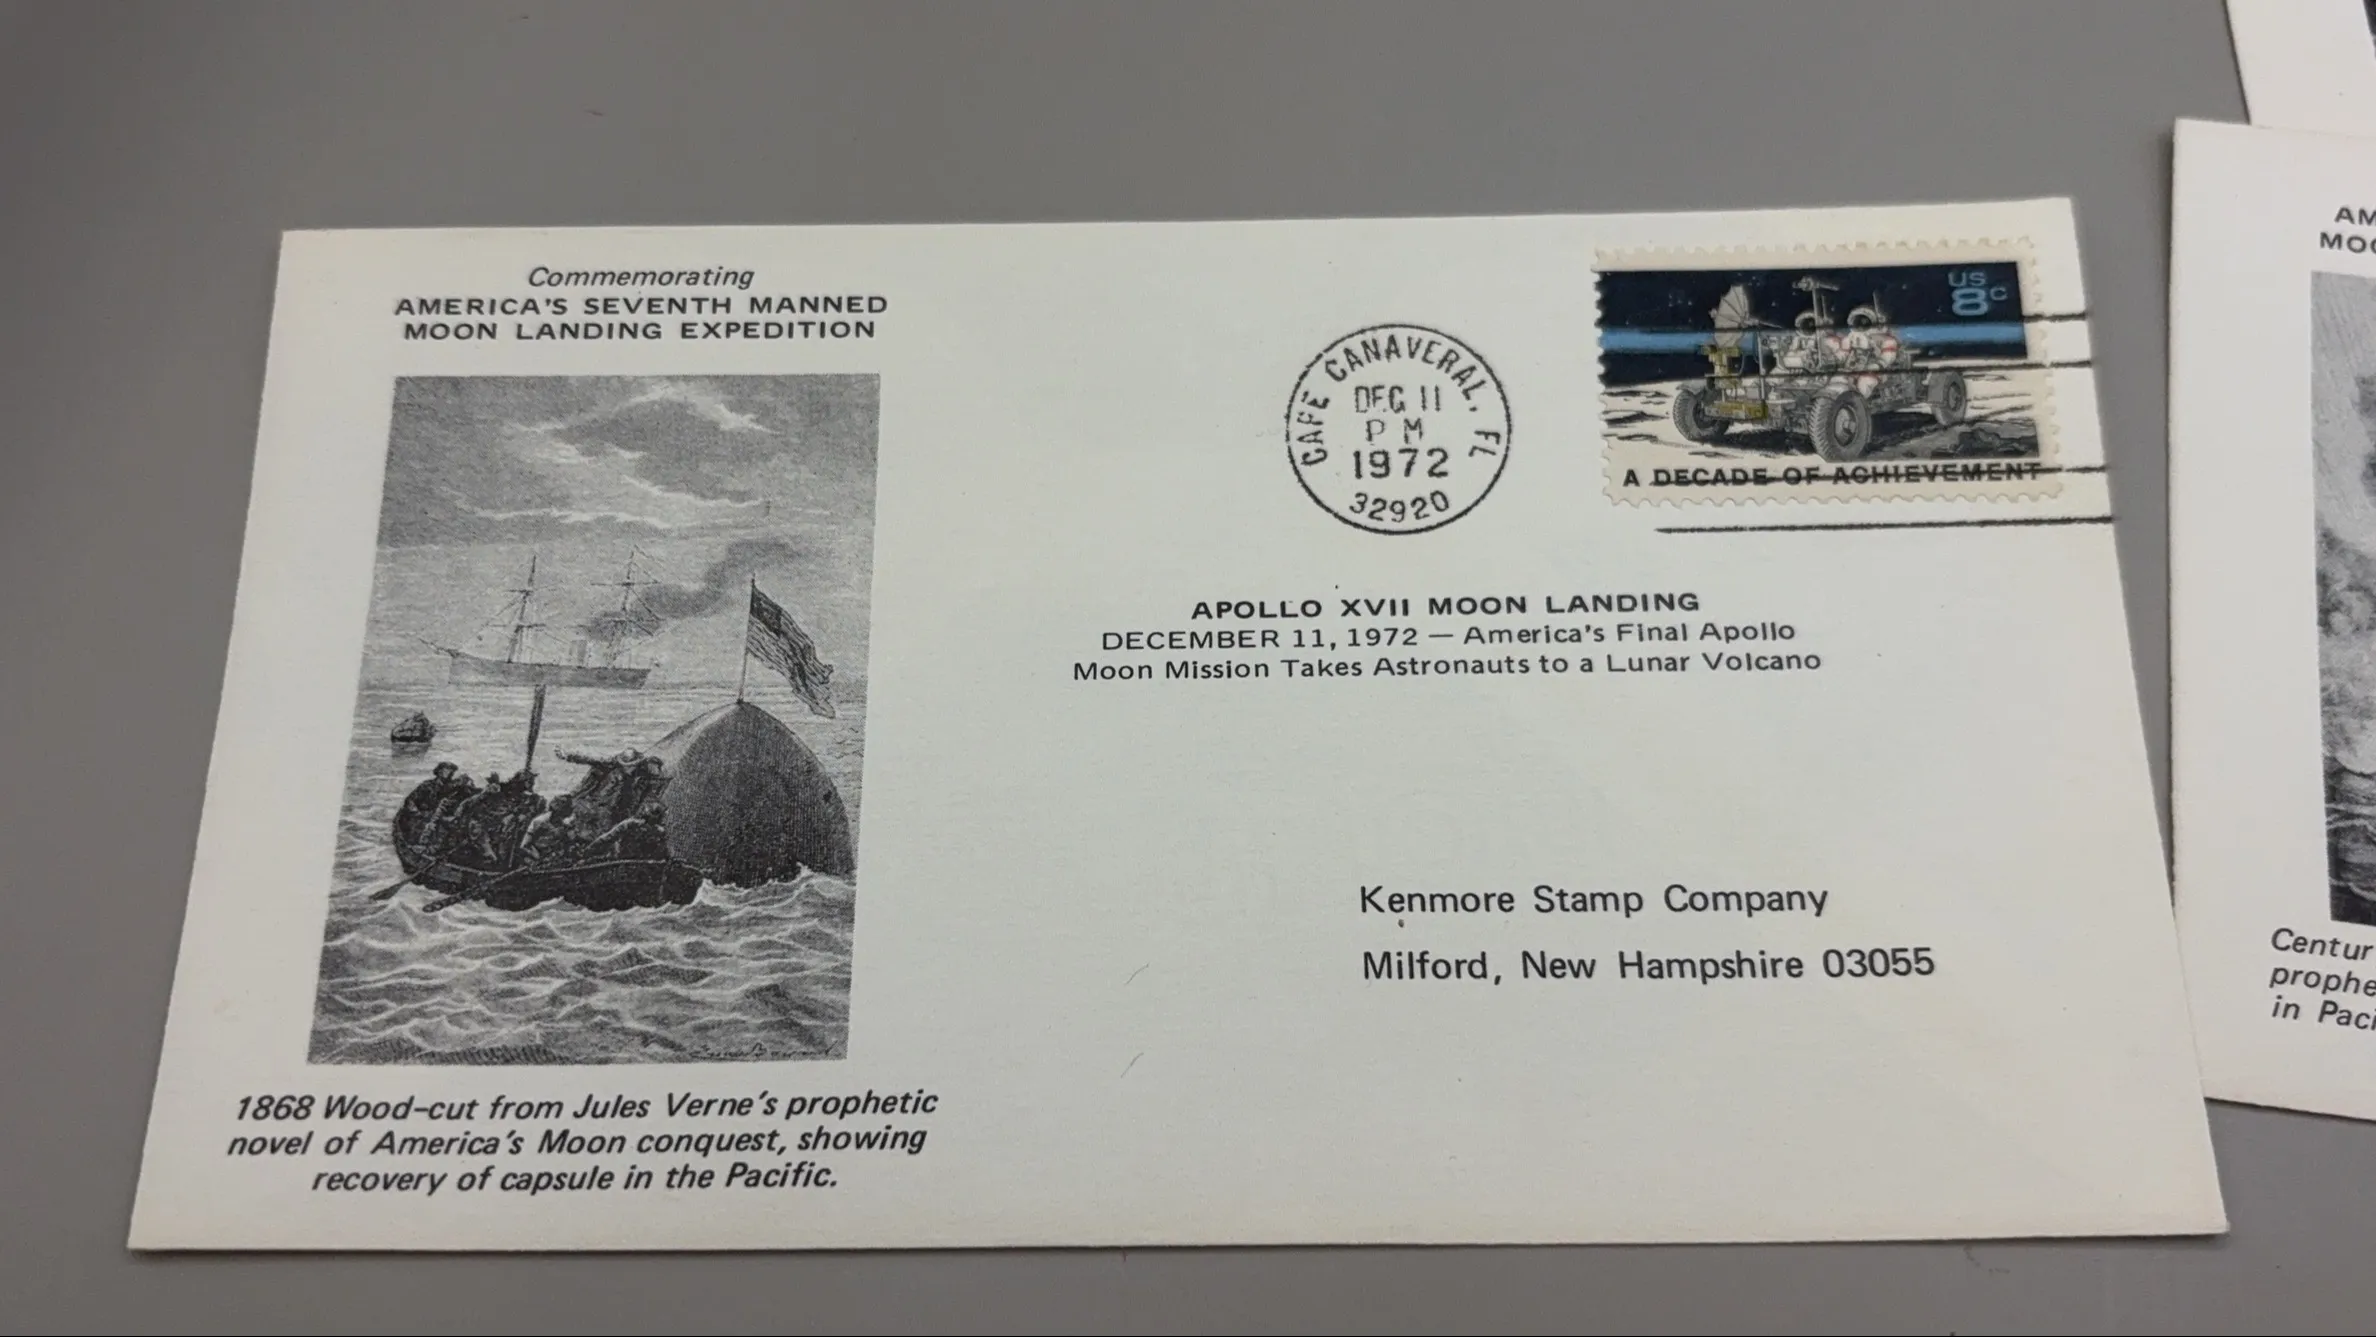 Commemorating
AMERICA'S SEVENTH MANNED
MOON LANDING EXPEDITION
1868 Wood-cut from Jules Verne's prophetic
novel of America's Moon conquest, showing
recovery of capsule in the Pacific.
CAPE CANAVERAL, FL
DEC 11
PM
1972
32920
US
8c
A DECADE OF ACHIEVEMENT
APOLLO XVII MOON LANDING
DECEMBER 11, 1972 — America's Final Apollo
Moon Mission Takes Astronauts to a Lunar Volcano
Kenmore Stamp Company
Milford, New Hampshire 03055
in